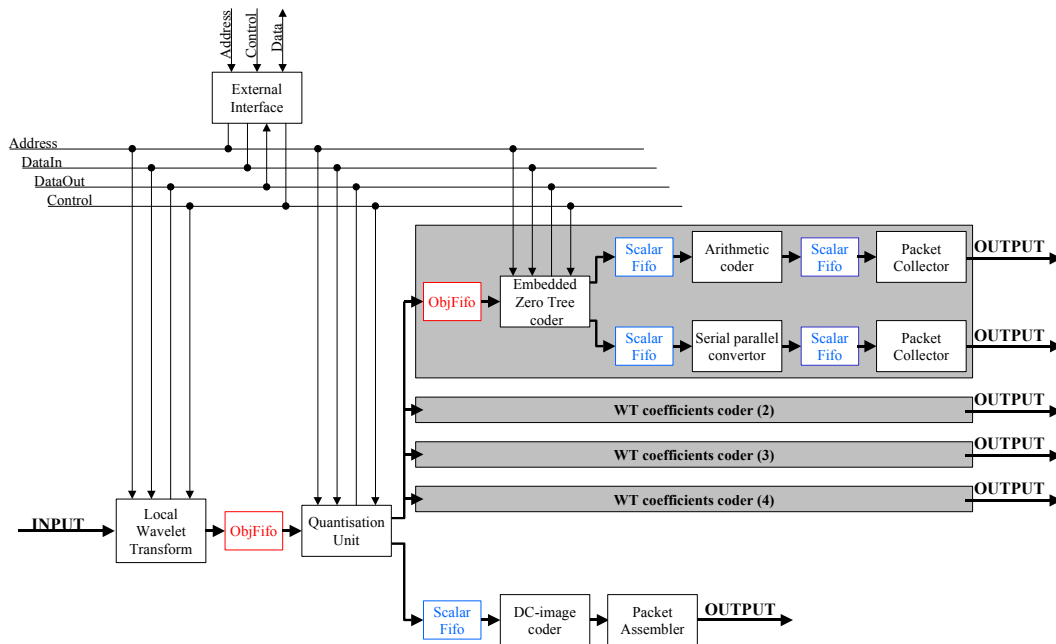 Address
Control
Data
External
Interface
Address
DataIn
DataOut
Control
OUTPUT
Scalar
Fifo
Arithmetic
coder
Scalar
Fifo
Packet
Collector
ObjFifo
Embedded
Zero Tree
coder
OUTPUT
Scalar
Fifo
Serial parallel
convertor
Scalar
Fifo
Packet
Collector
OUTPUT
WT coefficients coder (2)
OUTPUT
WT coefficients coder (3)
OUTPUT
WT coefficients coder (4)
INPUT
Local
Wavelet
Transform
ObjFifo
Quantisation
Unit
Scalar
Fifo
DC-image
coder
Packet
Assembler
OUTPUT